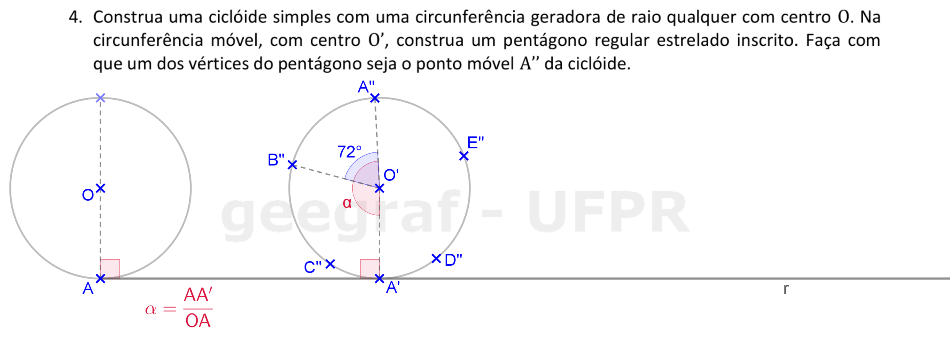 4. Construa uma ciclóide simples com uma circunferência geradora de raio qualquer com centro O. Na
circunferência móvel, com centro O’, construa um pentágono regular estrelado inscrito. Faça com
que um dos vértices do pentágono seja o ponto móvel A’’ da ciclóide.
A"
E"
72°
B"
O'
O
α
geegraf - UFPR
C"
D"
A
A'
r
α = AA′/OA